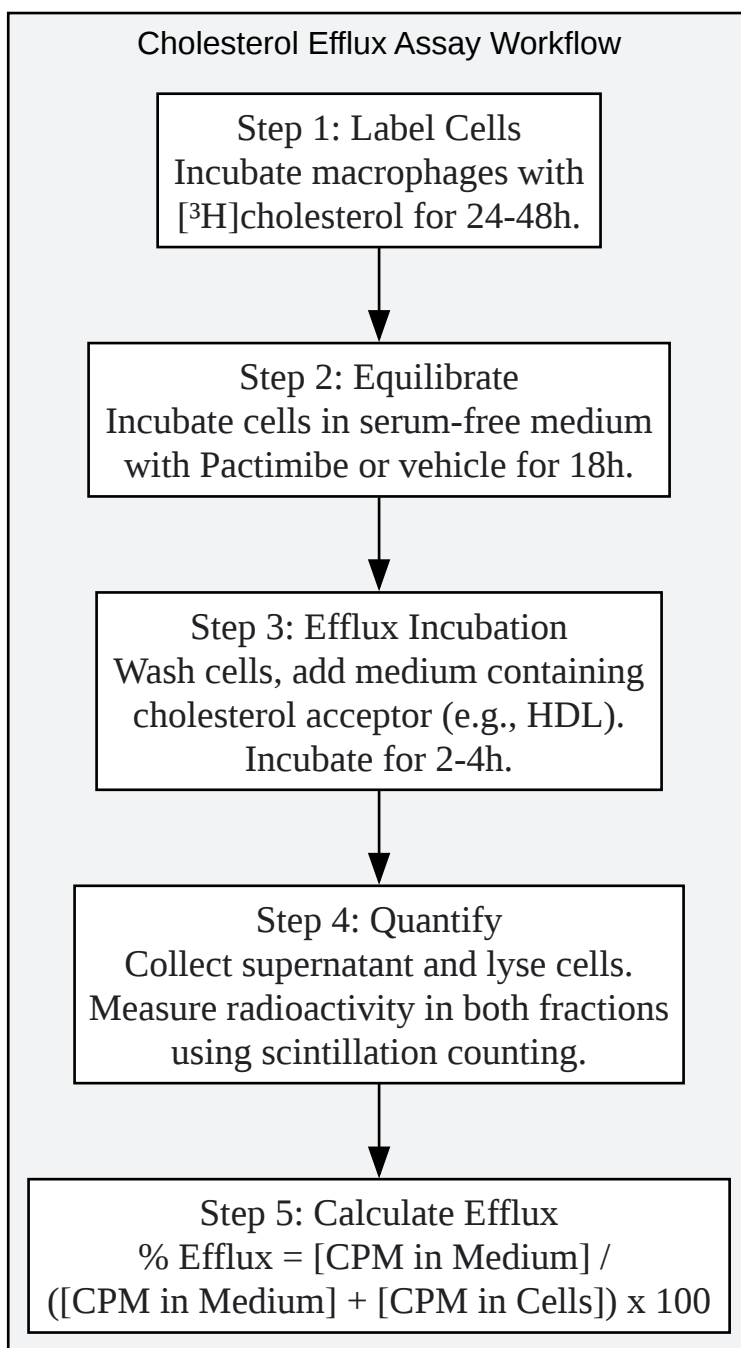 Cholesterol Efflux Assay Workflow
Step 1: Label Cells
Incubate macrophages with
[³H]cholesterol for 24-48h.
Step 2: Equilibrate
Incubate cells in serum-free medium
with Pactimibe or vehicle for 18h.
Step 3: Efflux Incubation
Wash cells, add medium containing
cholesterol acceptor (e.g., HDL).
Incubate for 2-4h.
Step 4: Quantify
Collect supernatant and lyse cells.
Measure radioactivity in both fractions
using scintillation counting.
Step 5: Calculate Efflux
% Efflux = [CPM in Medium] /
([CPM in Medium] + [CPM in Cells]) x 100